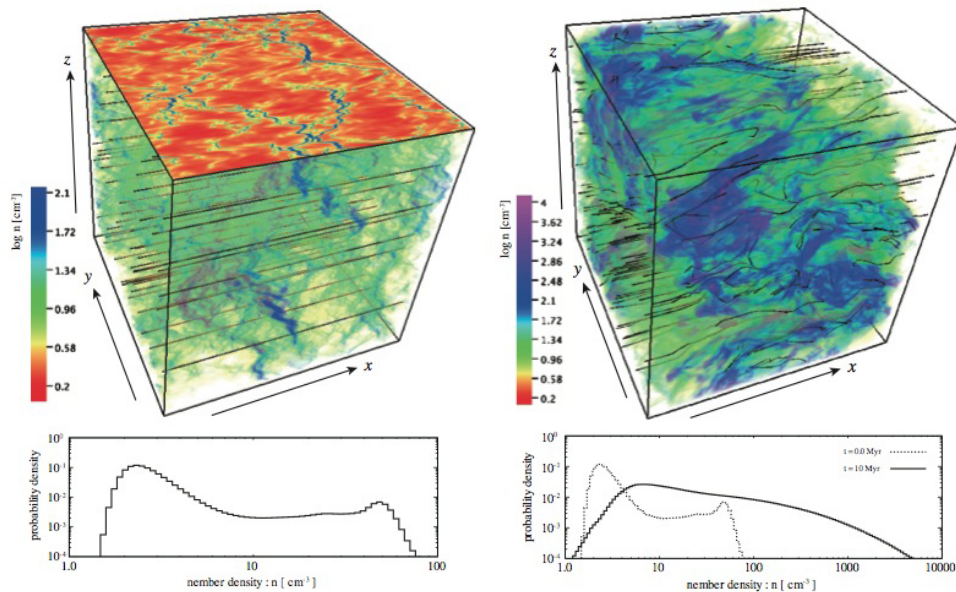 z
y
x
log n [cm⁻³]
2.1
1.72
1.34
0.96
0.58
0.2
z
y
x
log n [cm⁻³]
4
3.62
3.24
2.86
2.48
2.1
1.72
1.34
0.96
0.58
0.2
probability density
10⁰
10⁻¹
10⁻²
10⁻³
10⁻⁴
1.0 10 100
nember density : n [ cm⁻³ ]
probability density
10⁰
10⁻¹
10⁻²
10⁻³
10⁻⁴
t = 0.0 Myr
t = 10 Myr
1.0 10 100 1000 10000
nember density : n [ cm⁻³ ]